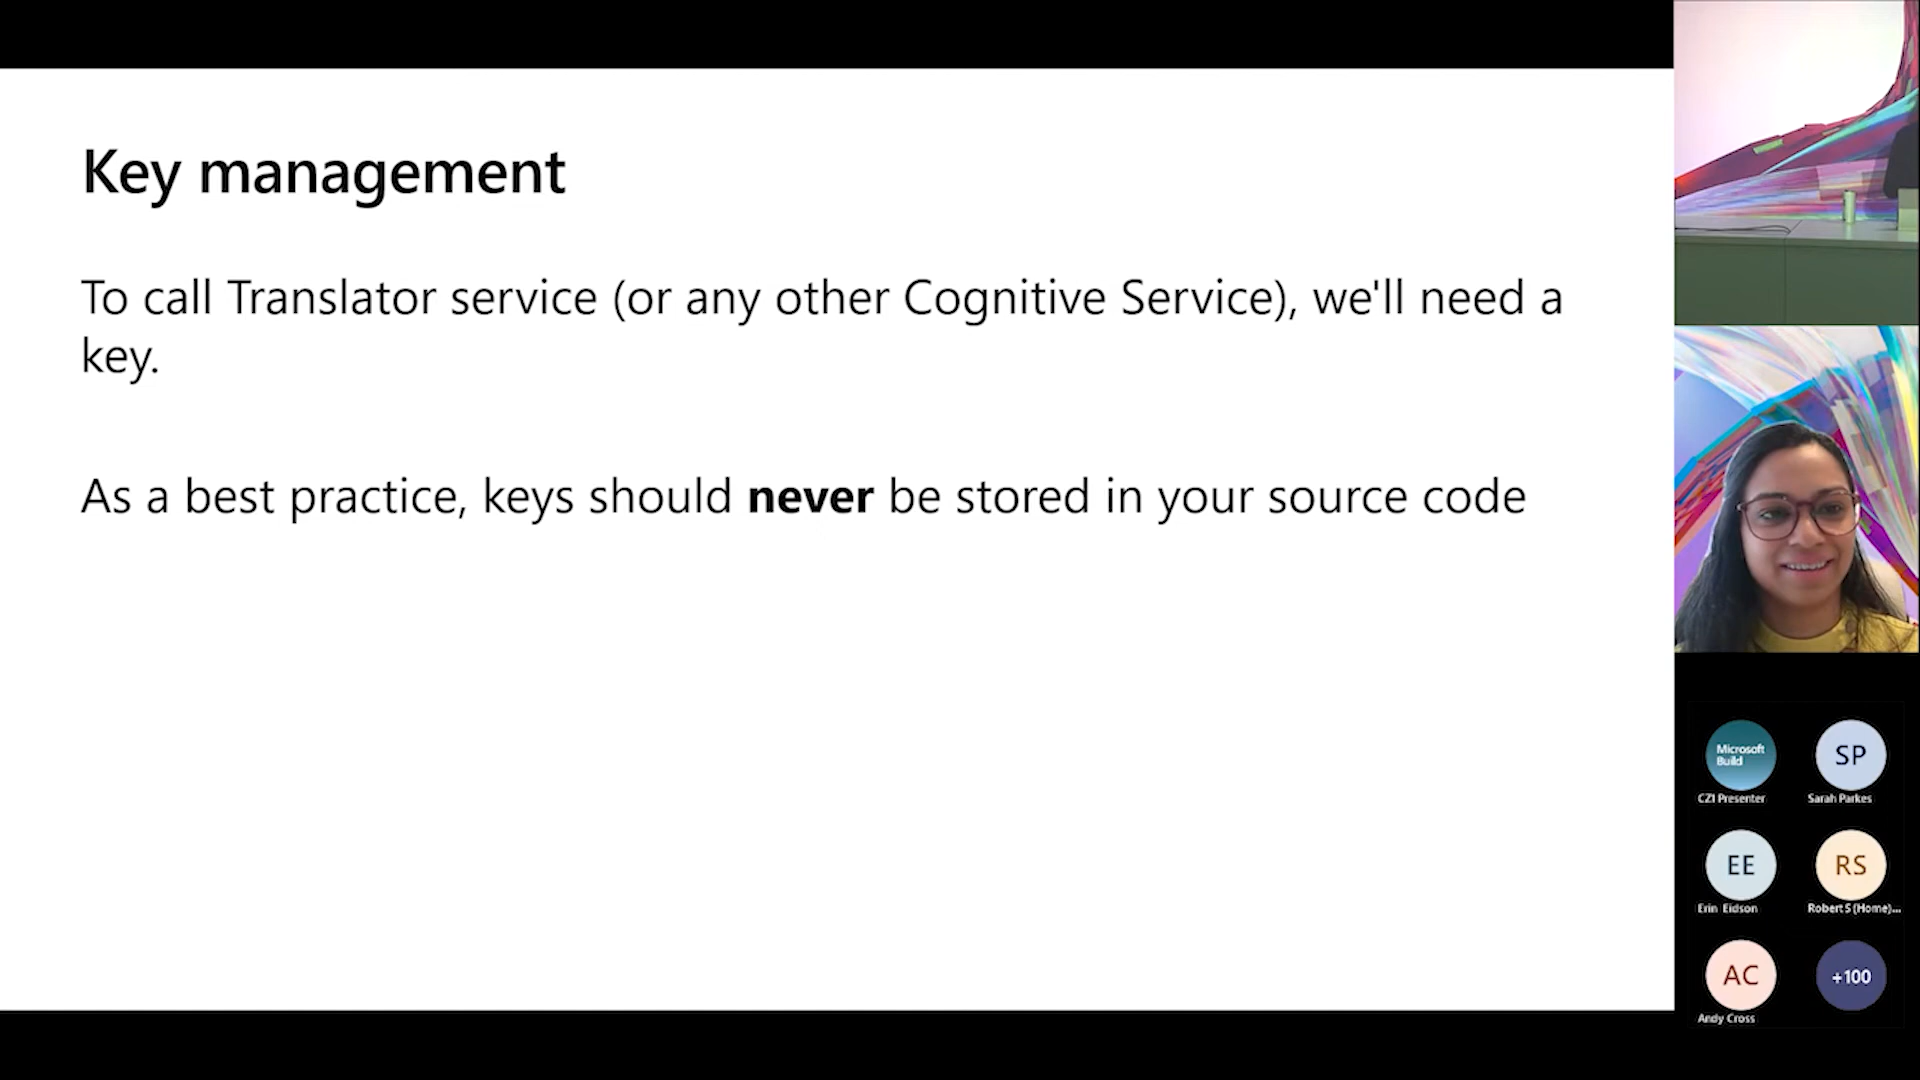 Key management
To call Translator service (or any other Cognitive Service), we'll need a
key.
As a best practice, keys should never be stored in your source code
Microsoft
Build
CZI Presenter
SP
Sarah Parkes
EE
Erin Eidson
RS
Robert S (Home)...
AC
Andy Cross
+100